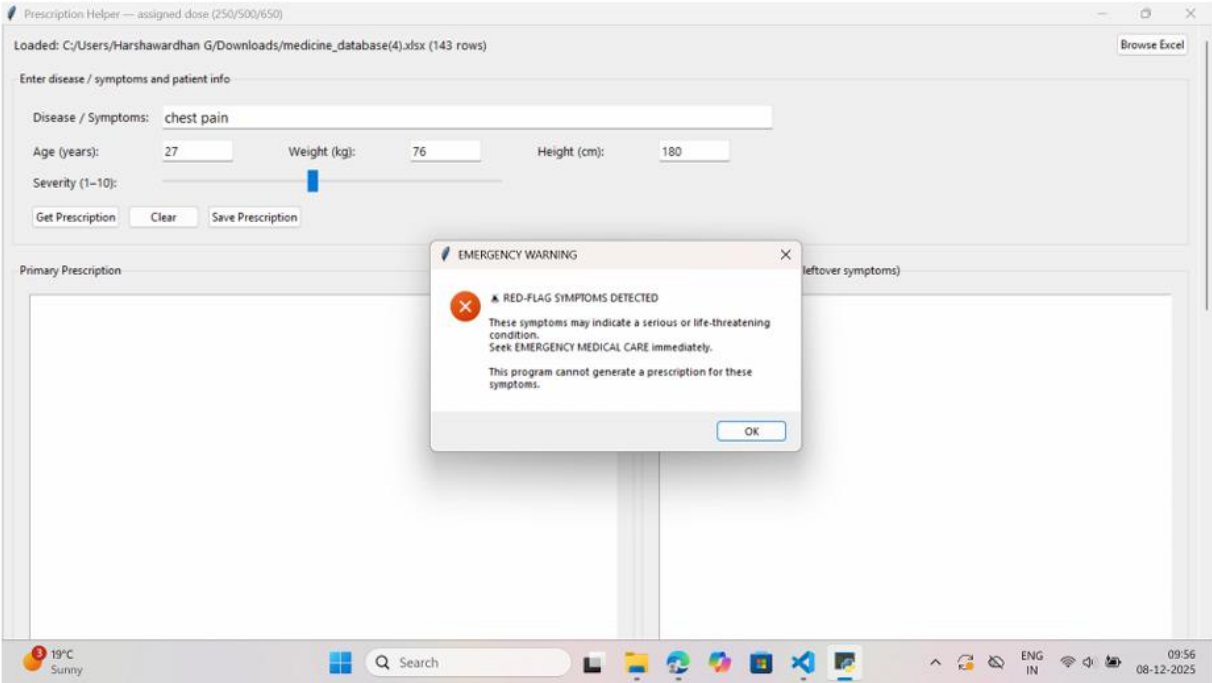 Prescription Helper — assigned dose (250/500/650)
Loaded: C:/Users/Harshawardhan G/Downloads/medicine_database(4).xlsx (143 rows)
Browse Excel
Enter disease / symptoms and patient info
Disease / Symptoms: chest pain
Age (years): 27 Weight (kg): 76 Height (cm): 180
Severity (1–10):
Get Prescription Clear Save Prescription
EMERGENCY WARNING
Primary Prescription
leftover symptoms)
RED-FLAG SYMPTOMS DETECTED
These symptoms may indicate a serious or life-threatening
condition.
Seek EMERGENCY MEDICAL CARE immediately.
This program cannot generate a prescription for these
symptoms.
OK
3
19°C
Sunny
Search
ENG
IN
09:56
08-12-2025